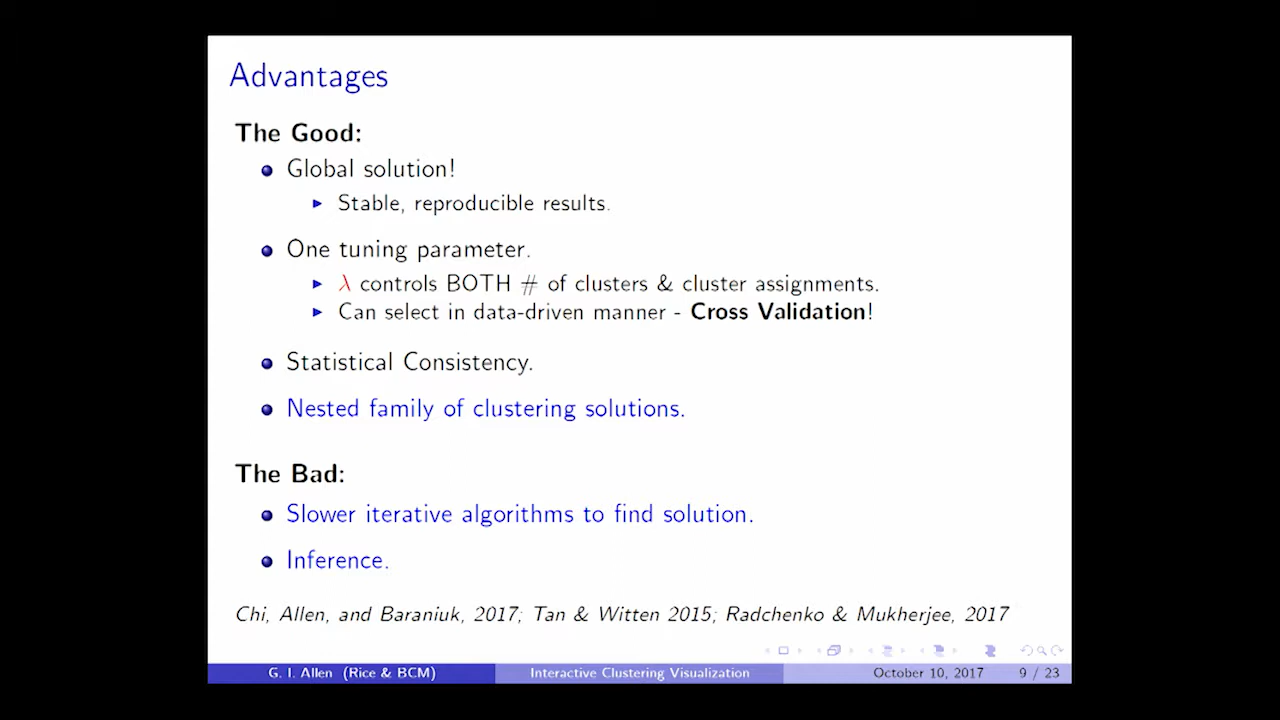 Advantages
The Good:
Global solution!
Stable, reproducible results.
One tuning parameter.
λ controls BOTH # of clusters & cluster assignments.
Can select in data-driven manner - Cross Validation!
Statistical Consistency.
Nested family of clustering solutions.
The Bad:
Slower iterative algorithms to find solution.
Inference.
Chi, Allen, and Baraniuk, 2017; Tan & Witten 2015; Radchenko & Mukherjee, 2017
G. I. Allen (Rice & BCM) Interactive Clustering Visualization October 10, 2017 9 / 23